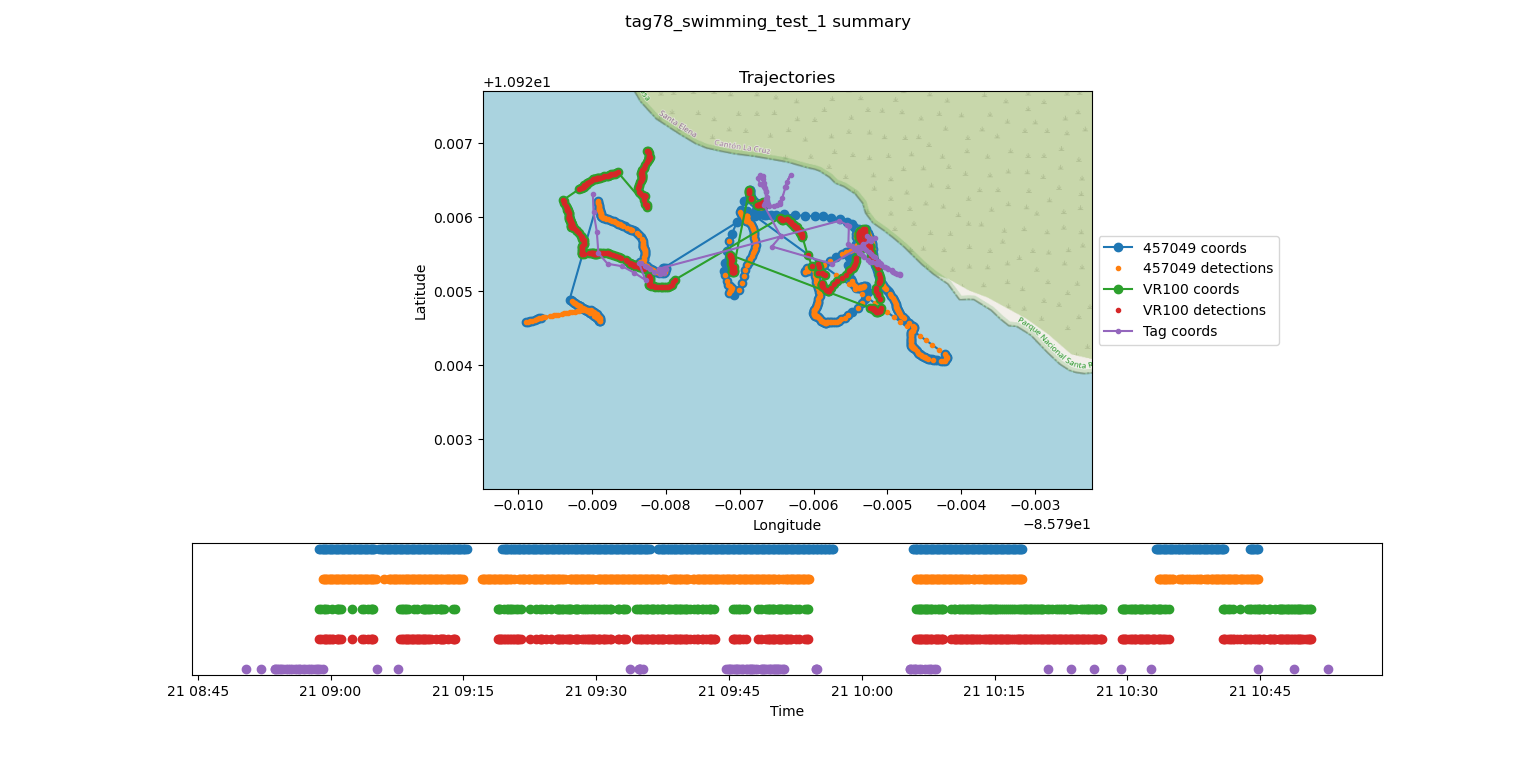 tag78_swimming_test_1 summary
Trajectories
+1.092e1
Santa Elena
Cantón La Cruz
0.007
0.006
0.005
0.004
0.003
Latitude
Parque Nacional Santa R
457049 coords
457049 detections
VR100 coords
VR100 detections
Tag coords
−0.010 −0.009 −0.008 −0.007 −0.006 −0.005 −0.004 −0.003
Longitude
−8.579e1
21 08:45 21 09:00 21 09:15 21 09:30 21 09:45 21 10:00 21 10:15 21 10:30 21 10:45
Time